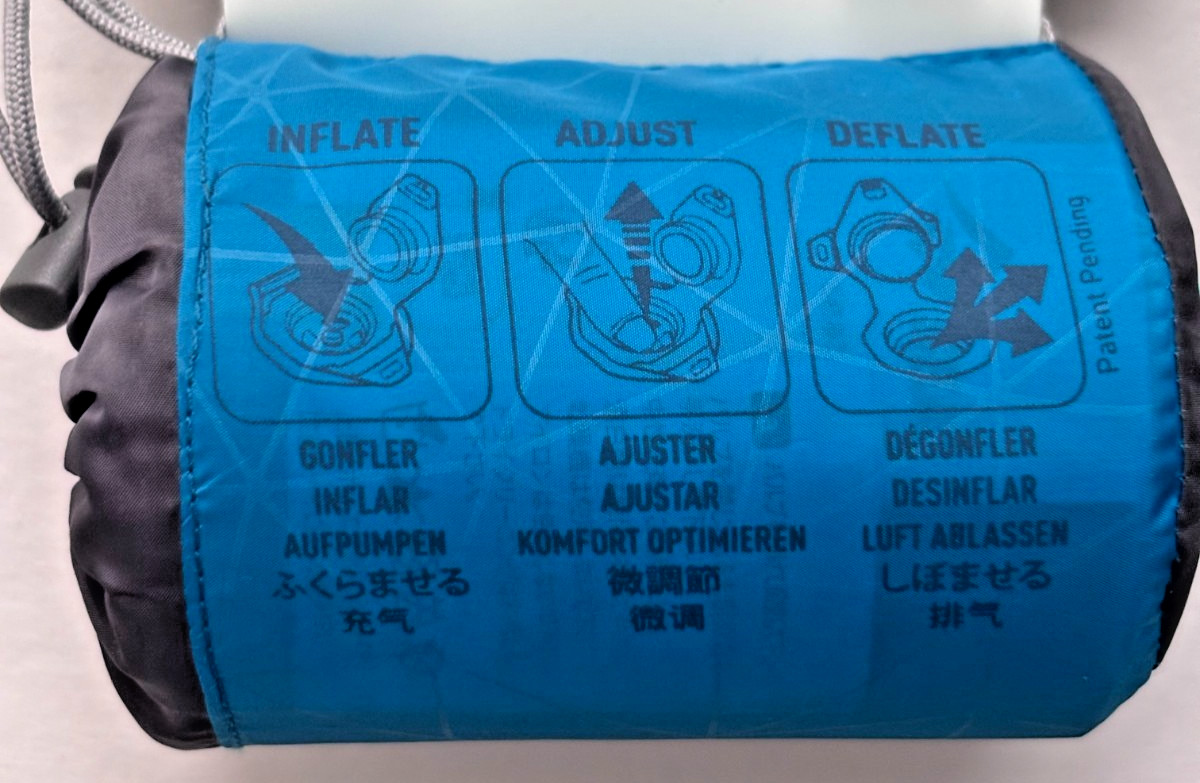 INFLATE ADJUST DEFLATE
Patent Pending
GONFLER AJUSTER DÉGONFLER
INFLAR AJUSTAR DESINFLAR
AUFPUMPEN KOMFORT OPTIMIEREN LUFT ABLASSEN
ふくらませる 微調節 しぼませる
充气 微调 排气